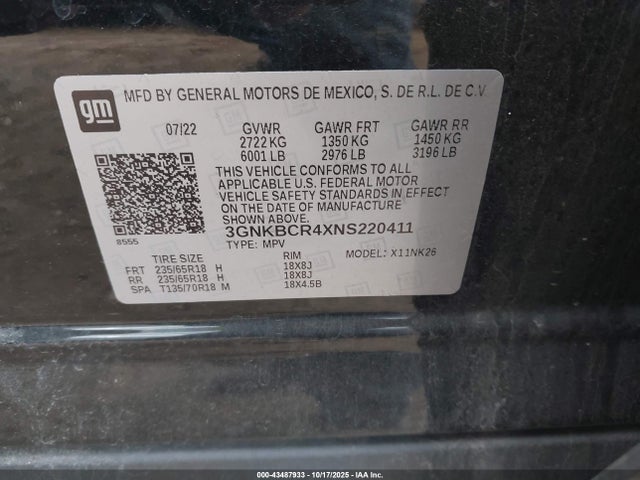 gm
MFD BY GENERAL MOTORS DE MEXICO, S. DE R.L. DE C.V.
07/22 GVWR GAWR FRT GAWR RR
2722 KG 1350 KG 1450 KG
6001 LB 2976 LB 3196 LB
THIS VEHICLE CONFORMS TO ALL
APPLICABLE U.S. FEDERAL MOTOR
VEHICLE SAFETY STANDARDS IN EFFECT
ON THE DATE OF MANUFACTURE
SHOWN ABOVE.
8555
3GNKBCR4XNS220411
TYPE: MPV MODEL: X11NK26
TIRE SIZE RIM
FRT 235/65R18 H 18X8J
RR 235/65R18 H 18X8J
SPA T135/70R18 M 18X4.5B
000-43487933 - 10/17/2025 - IAA Inc.